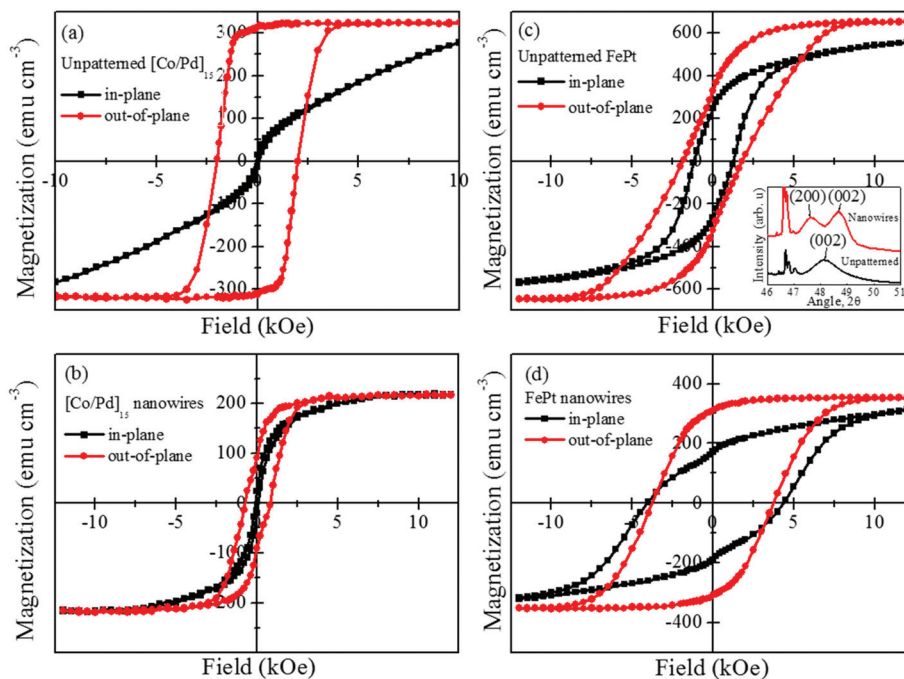 (a)
Unpatterned [Co/Pd]15
in-plane
out-of-plane
300
200
100
0
-100
-200
-300
-10
-5
0
5
10
Magnetization (emu cm-3)
Field (kOe)
(c)
Unpatterned FePt
in-plane
out-of-plane
600
400
200
0
-200
-400
-600
-10
-5
0
5
10
Magnetization (emu cm-3)
Field (kOe)
(200) (002)
Nanowires
(002)
Unpatterned
Intensity (arb. u)
46 47 48 49 50 51
Angle, 2θ
(b)
[Co/Pd]15 nanowires
in-plane
out-of-plane
200
100
0
-100
-200
-10
-5
0
5
10
Magnetization (emu cm-3)
Field (kOe)
(d)
FePt nanowires
in-plane
out-of-plane
400
200
0
-200
-400
-10
-5
0
5
10
Magnetization (emu cm-3)
Field (kOe)